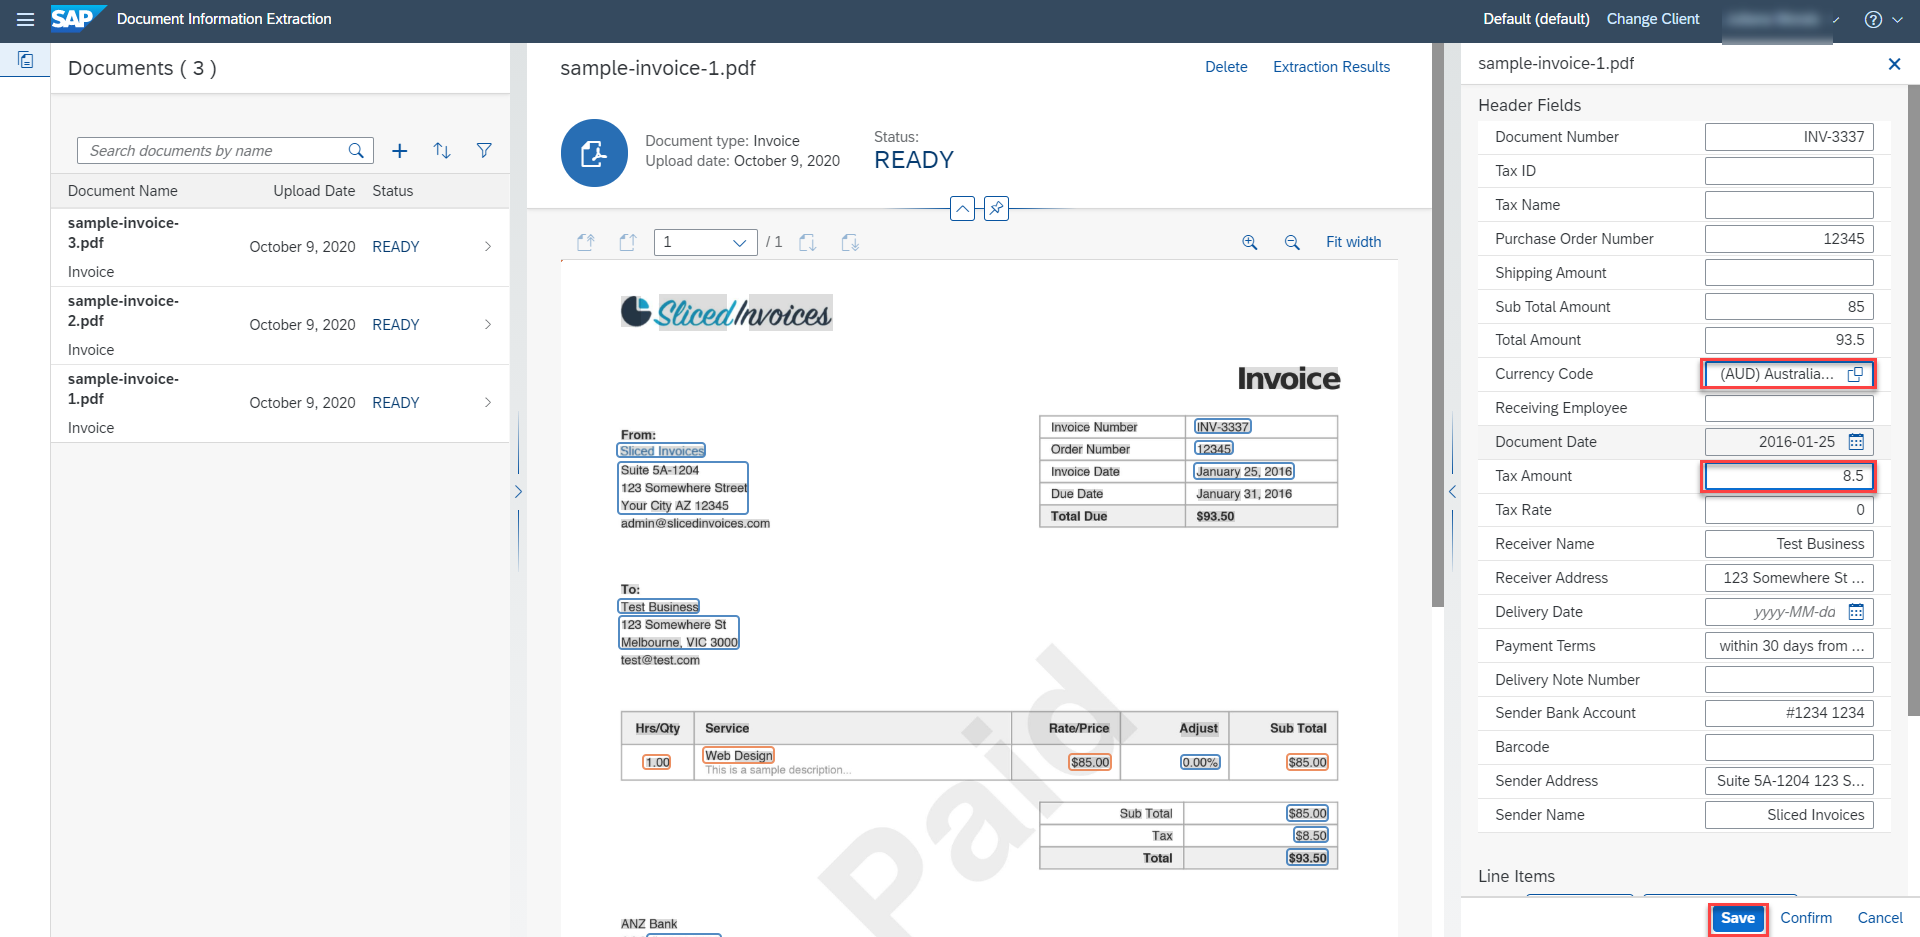 SAP Document Information Extraction
Default (default) Change Client
Documents ( 3 )
Search documents by name
Document Name Upload Date Status
sample-invoice-
3.pdf
October 9, 2020 READY
Invoice
sample-invoice-
2.pdf
October 9, 2020 READY
Invoice
sample-invoice-
1.pdf
October 9, 2020 READY
Invoice
sample-invoice-1.pdf
Delete Extraction Results
Document type: Invoice
Upload date: October 9, 2020
Status:
READY
1 / 1
Fit width
Sliced Invoices
Invoice
From:
Sliced Invoices
Suite 5A-1204
123 Somewhere Street
Your City AZ 12345
admin@slicedinvoices.com
Invoice Number INV-3337
Order Number 12345
Invoice Date January 25, 2016
Due Date January 31, 2016
Total Due $93.50
To:
Test Business
123 Somewhere St
Melbourne, VIC 3000
test@test.com
Hrs/Qty Service Rate/Price Adjust Sub Total
1.00 Web Design $85.00 0.00% $85.00
This is a sample description...
Sub Total $85.00
Tax $8.50
Total $93.50
Paid
ANZ Bank
sample-invoice-1.pdf
Header Fields
Document Number INV-3337
Tax ID
Tax Name
Purchase Order Number 12345
Shipping Amount
Sub Total Amount 85
Total Amount 93.5
Currency Code (AUD) Australia...
Receiving Employee
Document Date 2016-01-25
Tax Amount 8.5
Tax Rate 0
Receiver Name Test Business
Receiver Address 123 Somewhere St ...
Delivery Date yyyy-MM-dd
Payment Terms within 30 days from ...
Delivery Note Number
Sender Bank Account #1234 1234
Barcode
Sender Address Suite 5A-1204 123 S...
Sender Name Sliced Invoices
Line Items
Save Confirm Cancel